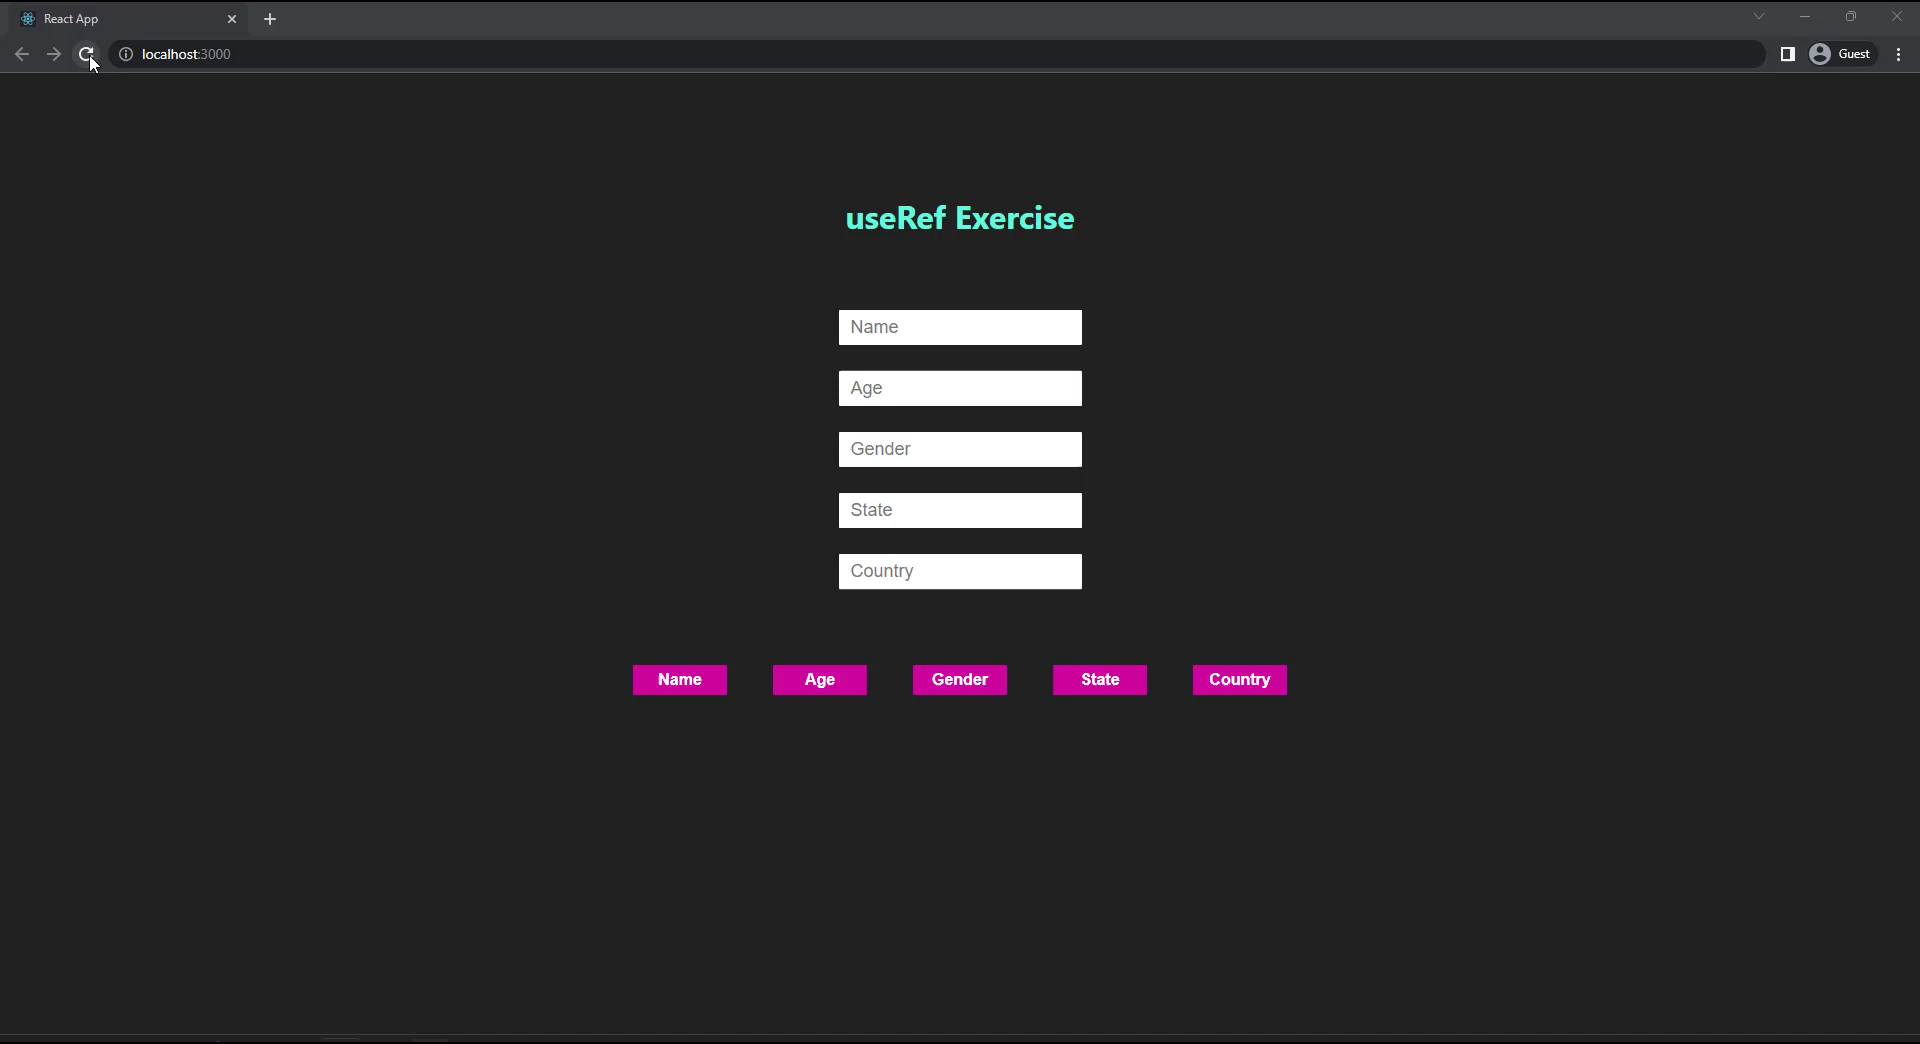 React App
localhost:3000
Guest
useRef Exercise
Name
Age
Gender
State
Country
Name Age Gender State Country